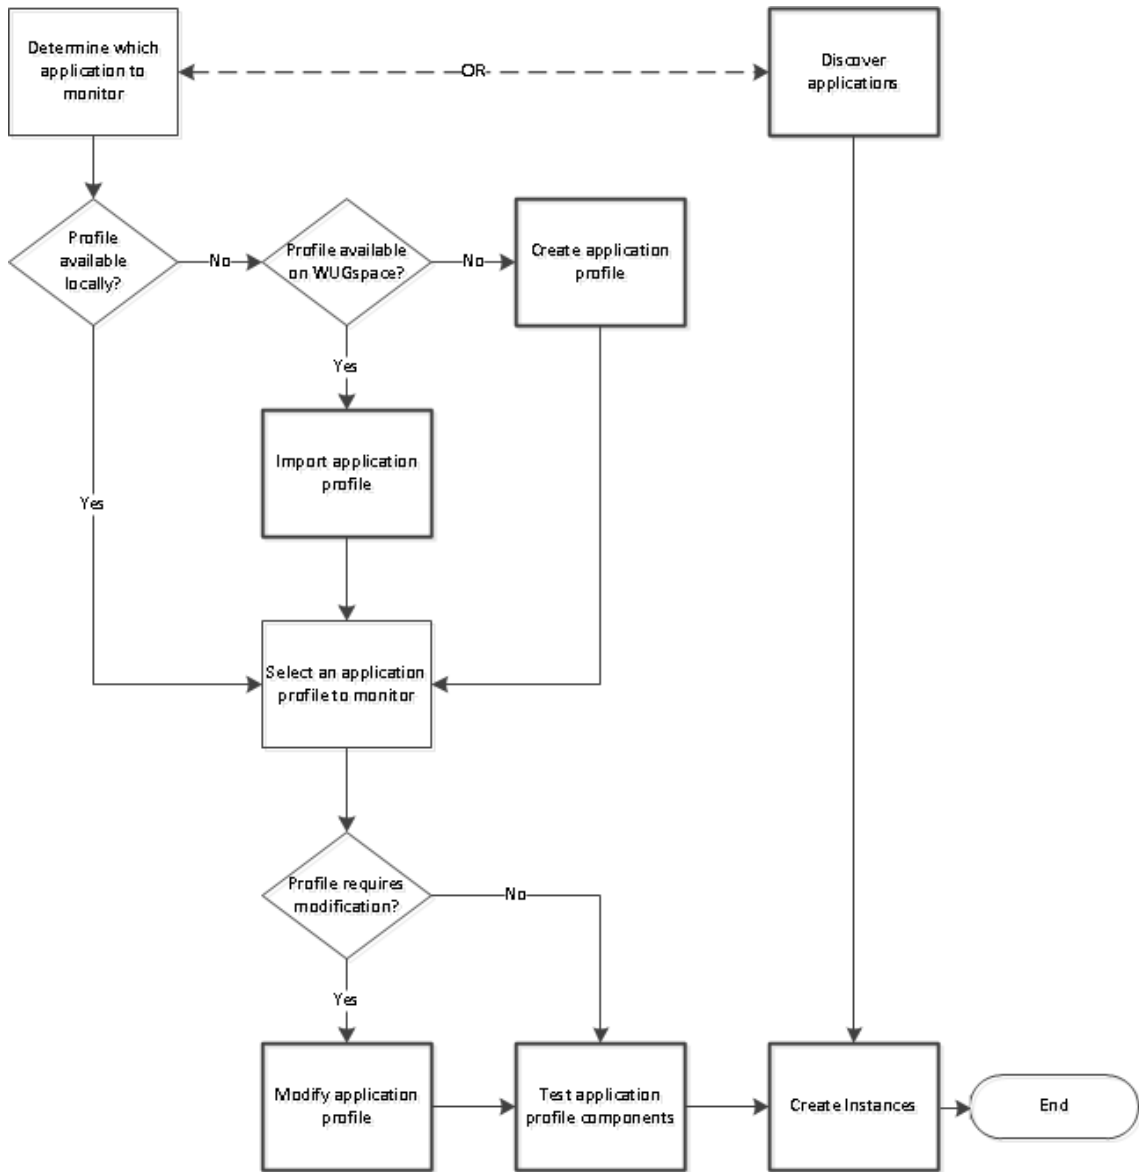 Determine which
application to
monitor
OR
Discover
applications
Profile
available
locally?
No
Profile available
on WUGspace?
No
Create application
profile
Yes
Import application
profile
Yes
Select an application
profile to monitor
Profile requires
modification?
No
Yes
Modify application
profile
Test application
profile components
Create Instances
End